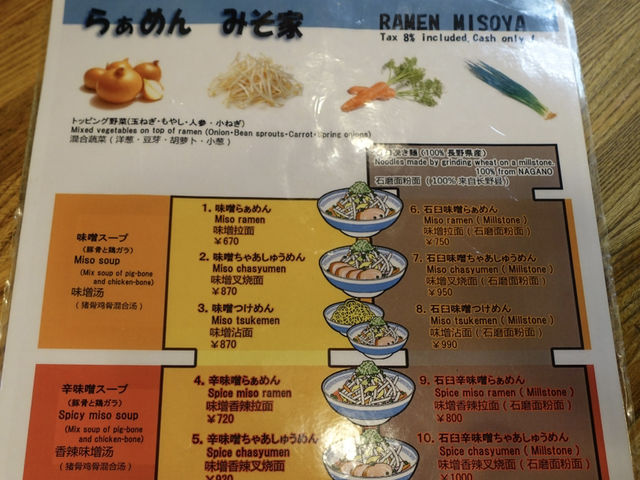 らぁめん みそ家
RAMEN MISOYA
Tax 8% included, Cash only !
トッピング野菜(玉ねぎ・もやし・人参・小ねぎ)
Mixed vegetables on top of ramen (Onion・Bean sprouts・Carrot・Spring onions)
混合蔬菜(洋葱・豆芽・胡萝卜・小葱)
挽き麺(100%長野県産)
Noodles made by grinding wheat on a millstone.
100% from NAGANO
石磨面粉面(100%来自长野县)
味噌スープ
(豚骨と鶏ガラ)
Miso soup
(Mix soup of pig-bone
and chicken-bone)
味增汤
(猪骨鸡骨混合汤)
1. 味噌らぁめん
Miso ramen
味增拉面
¥670
2. 味噌ちゃあしゅうめん
Miso chasyumen
味增叉烧面
¥870
3. 味噌つけめん
Miso tsukemen
味增沾面
¥870
6. 石臼味噌らぁめん
Miso ramen ( Millstone )
味增拉面(石磨面粉面)
¥750
7. 石臼味噌ちゃあしゅうめん
Miso chasyumen ( Millstone )
味增叉烧面(石磨面粉面)
¥950
8. 石臼味噌つけめん
Miso tsukemen ( Millstone )
味增沾面(石磨面粉面)
¥990
辛味噌スープ
(豚骨と鶏ガラ)
Spicy miso soup
(Mix soup of pig-bone
and chicken-bone)
香辣味增汤
(猪骨鸡骨混合汤)
4. 辛味噌らぁめん
Spice miso ramen
味增香辣拉面
¥720
5. 辛味噌ちゃあしゅうめん
Spice chasyumen
味增香辣叉烧面
¥920
9. 石臼辛味噌らぁめん
Spice miso ramen ( Millstone )
味增香辣拉面(石磨面粉面)
¥800
10. 石臼辛味噌ちゃあしゅうめん
Spice chasyumen ( Millstone )
味增香辣叉烧面(石磨面粉面)
¥1000